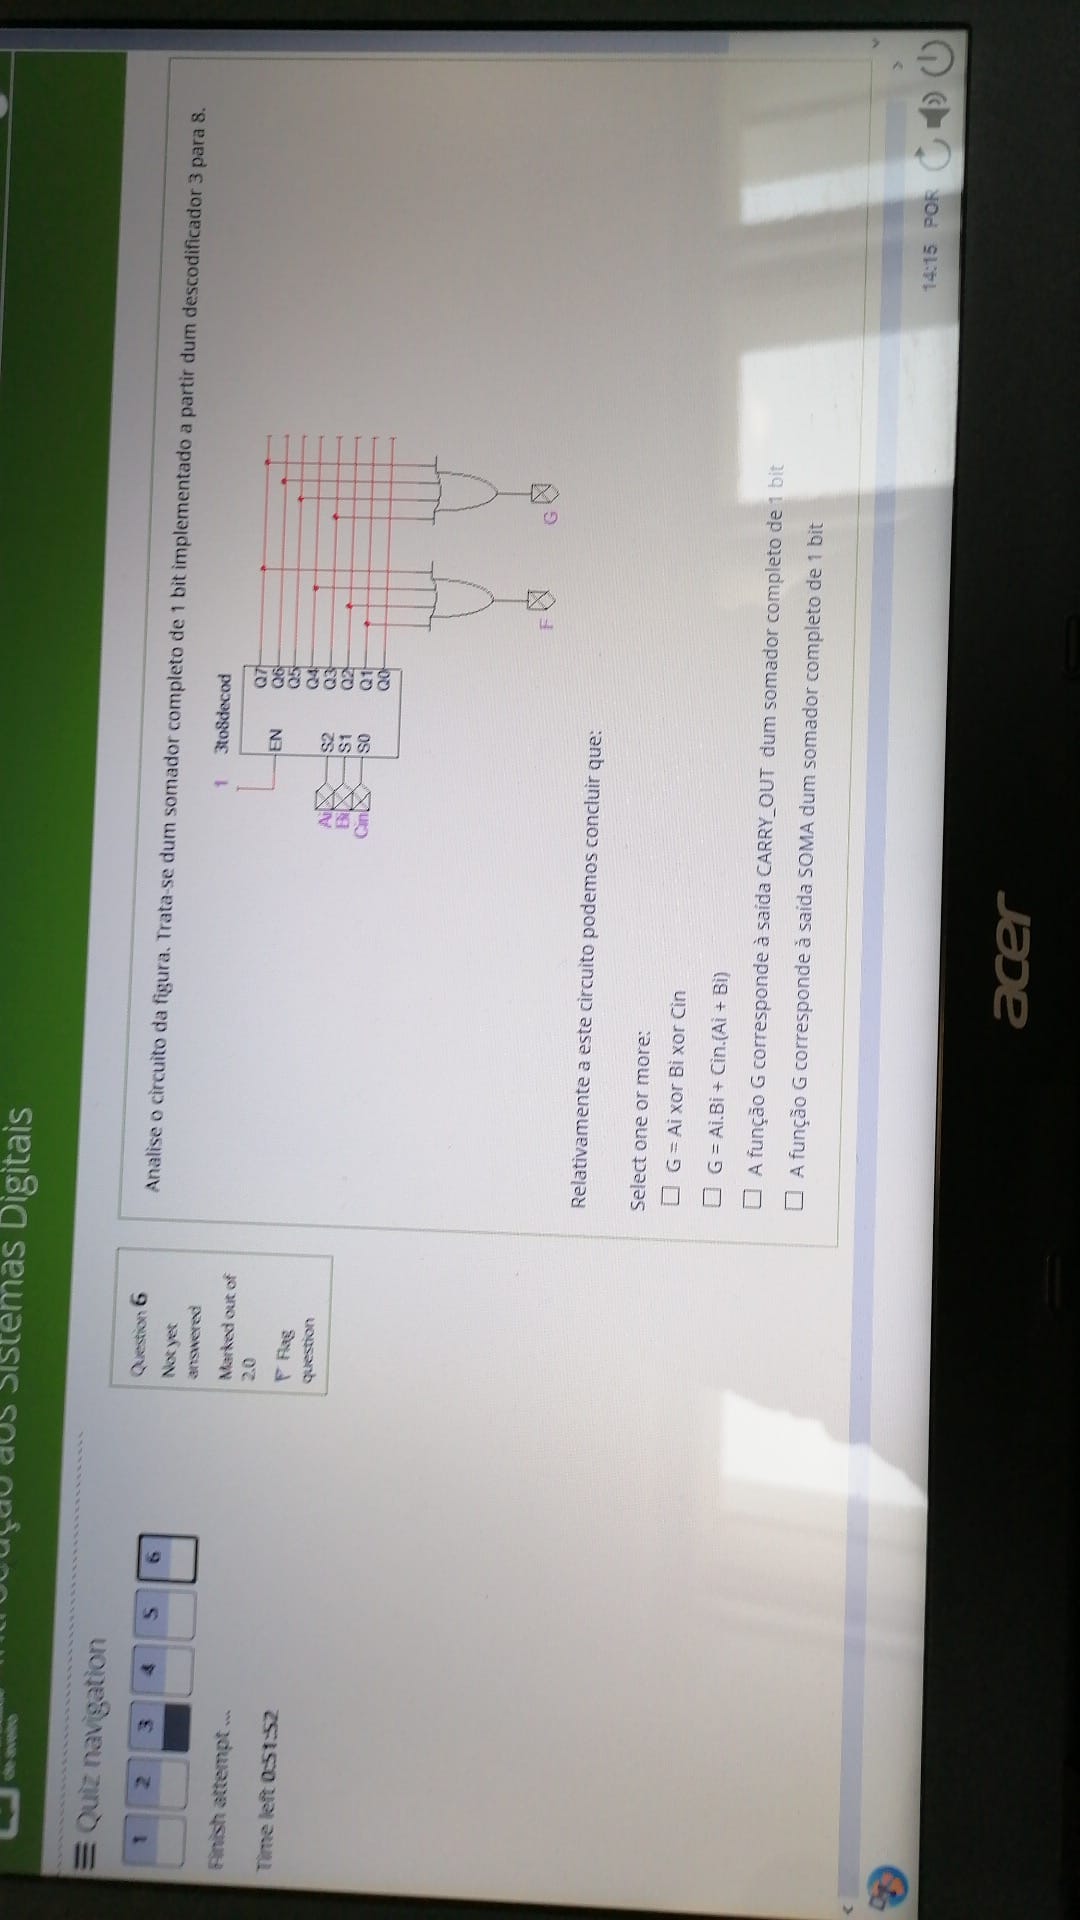 aos Sistemas Digitais
Quiz navigation
1 2 3 4 5 6
Finish attempt ...
Time left 0:51:52
Question 6
Not yet
answered
Marked out of
2.0
Flag
question
Analise o circuito da figura. Trata-se dum somador completo de 1 bit implementado a partir dum descodificador 3 para 8.
1 3to8decod
EN
Q7
Q6
Q5
Q4
Ai S2 Q3
Bi S1 Q2
Cin S0 Q1
Q0
F G
Relativamente a este circuito podemos concluir que:
Select one or more:
G = Ai xor Bi xor Cin
G = Ai.Bi + Cin.(Ai + Bi)
A função G corresponde à saída CARRY_OUT dum somador completo de 1 bit
A função G corresponde à saída SOMA dum somador completo de 1 bit
14:15 POR
acer